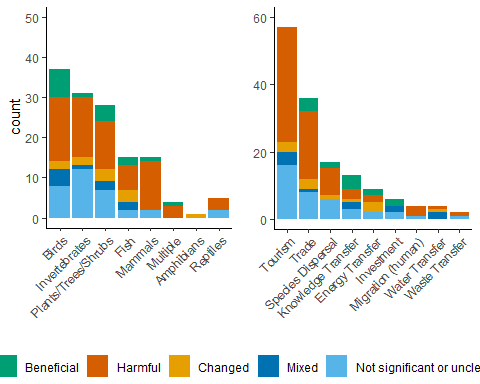 50
40
30
20
10
0
count
Birds
Invertebrates
Plants/Trees/Shrubs
Fish
Mammals
Multiple
Amphibians
Reptiles
60
40
20
0
Tourism
Trade
Species Dispersal
Knowledge Transfer
Energy Transfer
Investment
Migration (human)
Water Transfer
Waste Transfer
Beneficial Harmful Changed Mixed Not significant or uncle